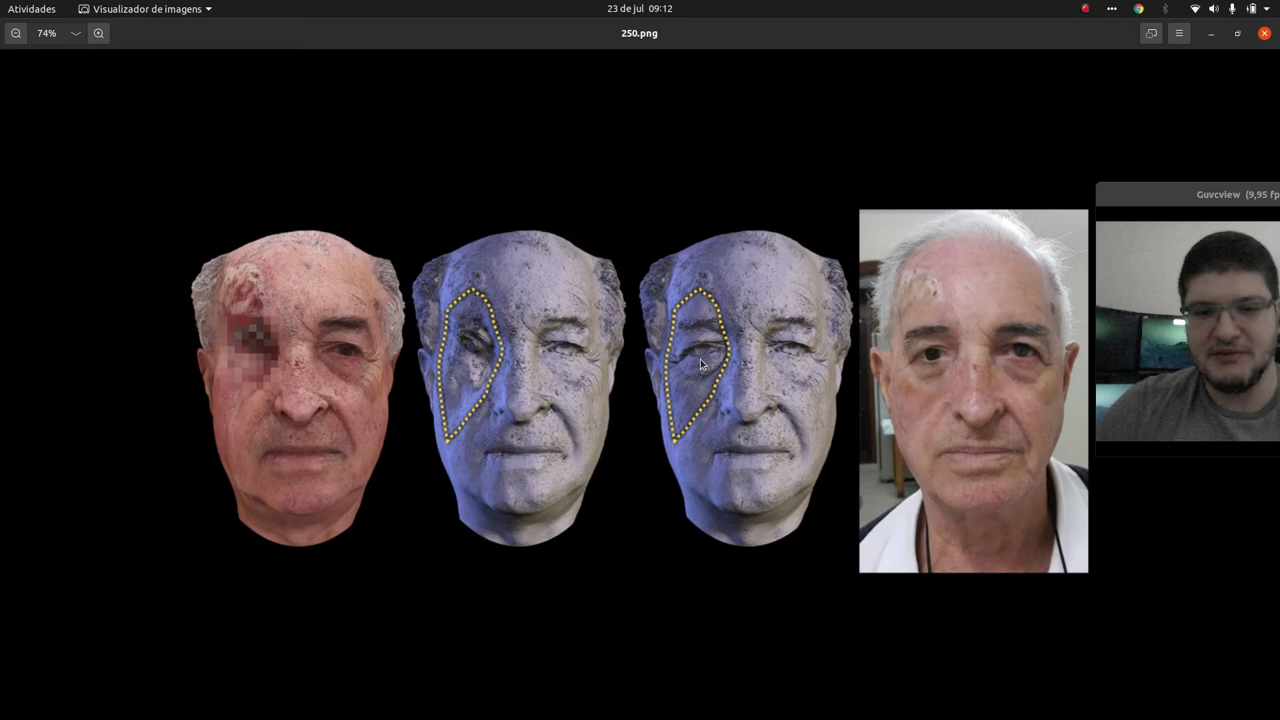 Atividades
Visualizador de imagens
23 de jul 09:12
74%
250.png
Guvcview (9,95 fp